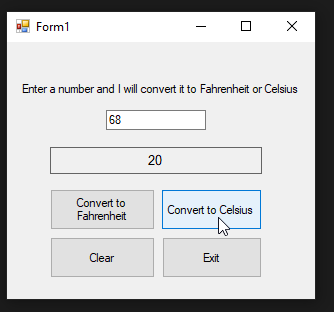 Form1
Enter a number and I will convert it to Fahrenheit or Celsius
68
20
Convert to
Fahrenheit
Convert to Celsius
Clear
Exit